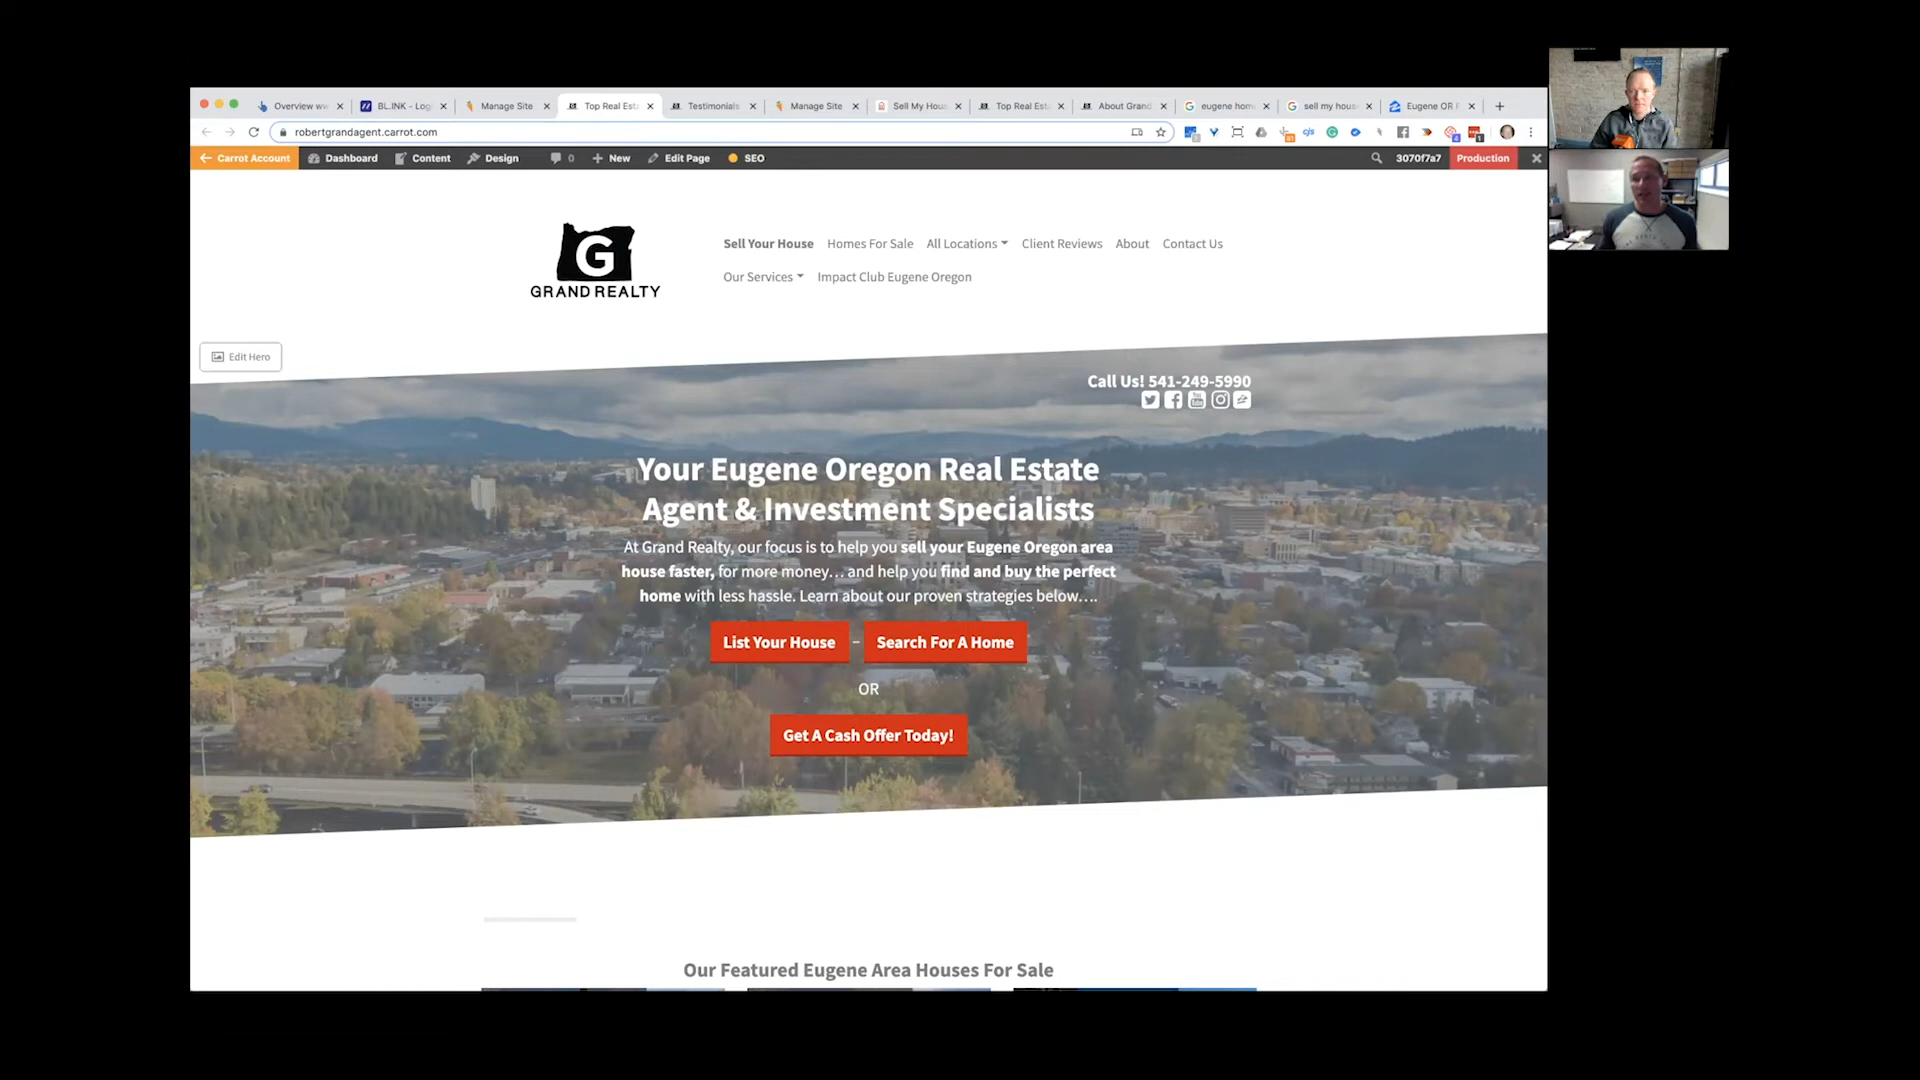 Overview ww
BL.INK - Log
Manage Site
Top Real Est
Testimonials
Manage Site
Sell My Hou
Top Real Est
About Grand
eugene hom
sell my hous
Eugene OR
robertgrandagent.carrot.com
Carrot Account
Dashboard
Content
Design
0
New
Edit Page
SEO
3070f7a7
Production
G
GRAND REALTY
Sell Your House Homes For Sale All Locations Client Reviews About Contact Us
Our Services Impact Club Eugene Oregon
Edit Hero
Call Us! 541-249-5990
Your Eugene Oregon Real Estate
Agent & Investment Specialists
At Grand Realty, our focus is to help you sell your Eugene Oregon area
house faster, for more money... and help you find and buy the perfect
home with less hassle. Learn about our proven strategies below....
List Your House – Search For A Home
OR
Get A Cash Offer Today!
Our Featured Eugene Area Houses For Sale